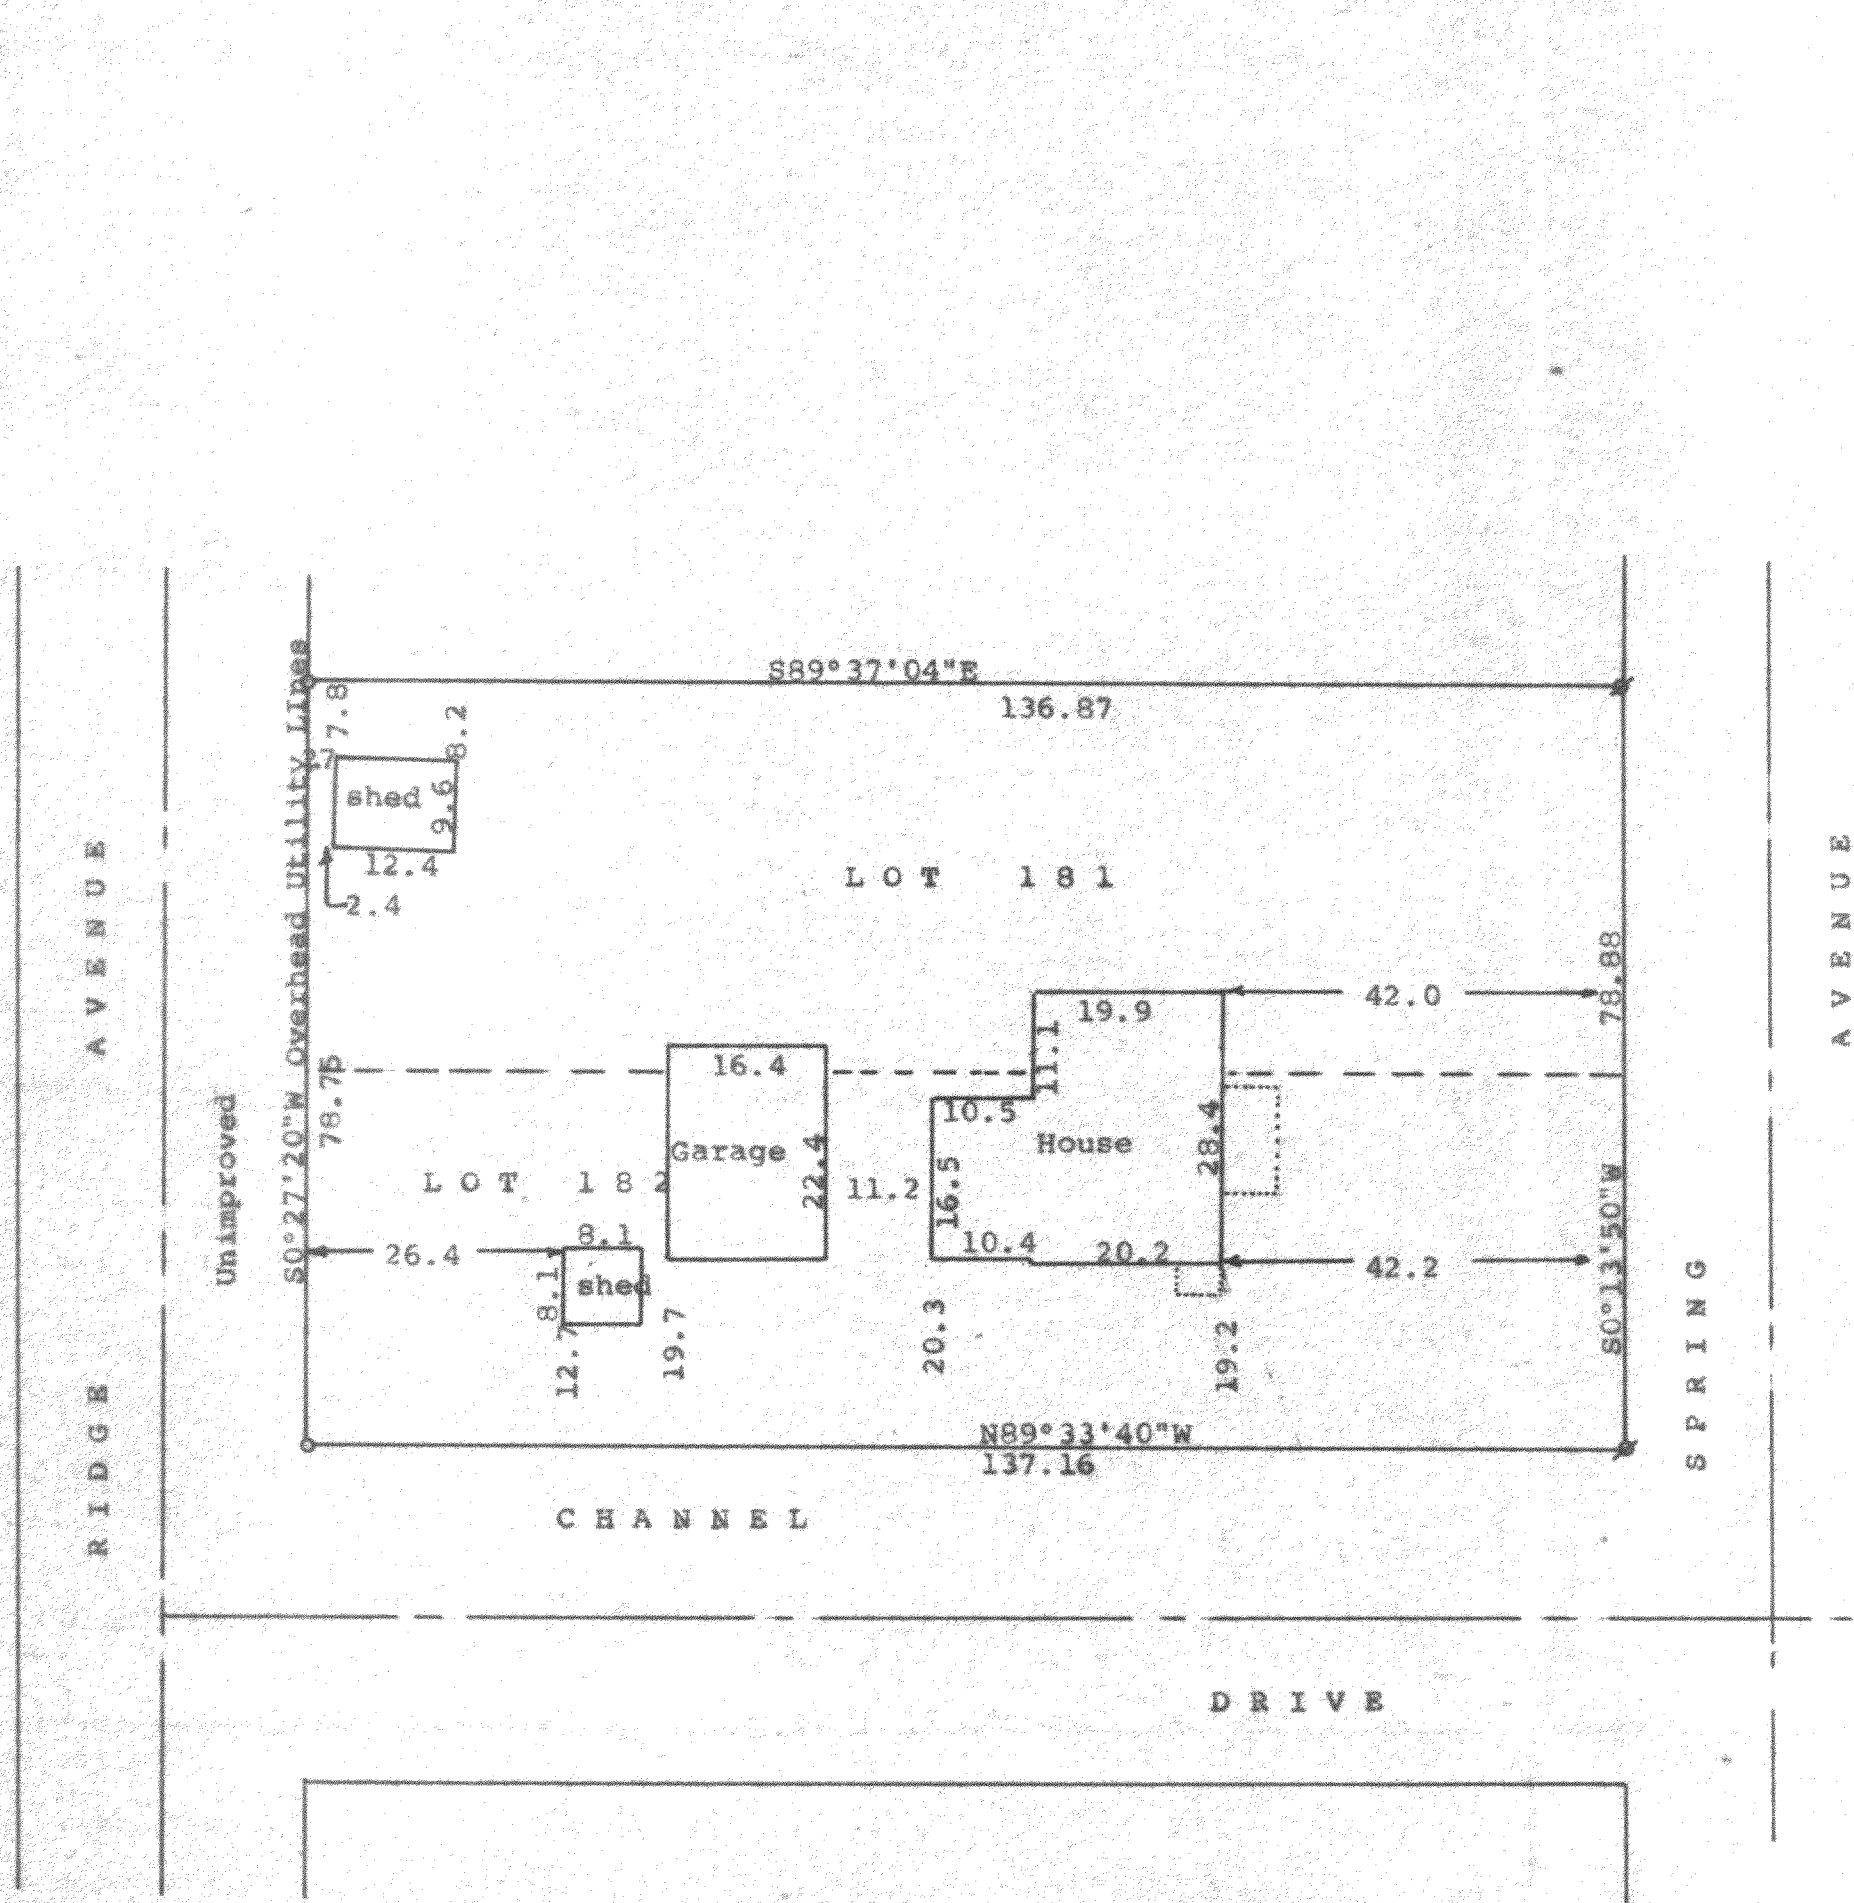 S89°37'04"E
136.87
7.8
8.2
shed
9.6
12.4
2.4
S0°27'20"W Overhead Utility LInes
AVENUE
RIDGE
Unimproved
LOT 181
78.88
AVENUE
42.0
19.9
11.1
16.4
78.75
10.5
House
28.4
Garage
22.4
11.2
16.5
LOT 182
8.1
26.4
10.4
20.2
42.2
S0°13'50"W
SPRING
8.1
shed
12.7
19.7
20.3
19.2
N89°33'40"W
137.16
CHANNEL
DRIVE